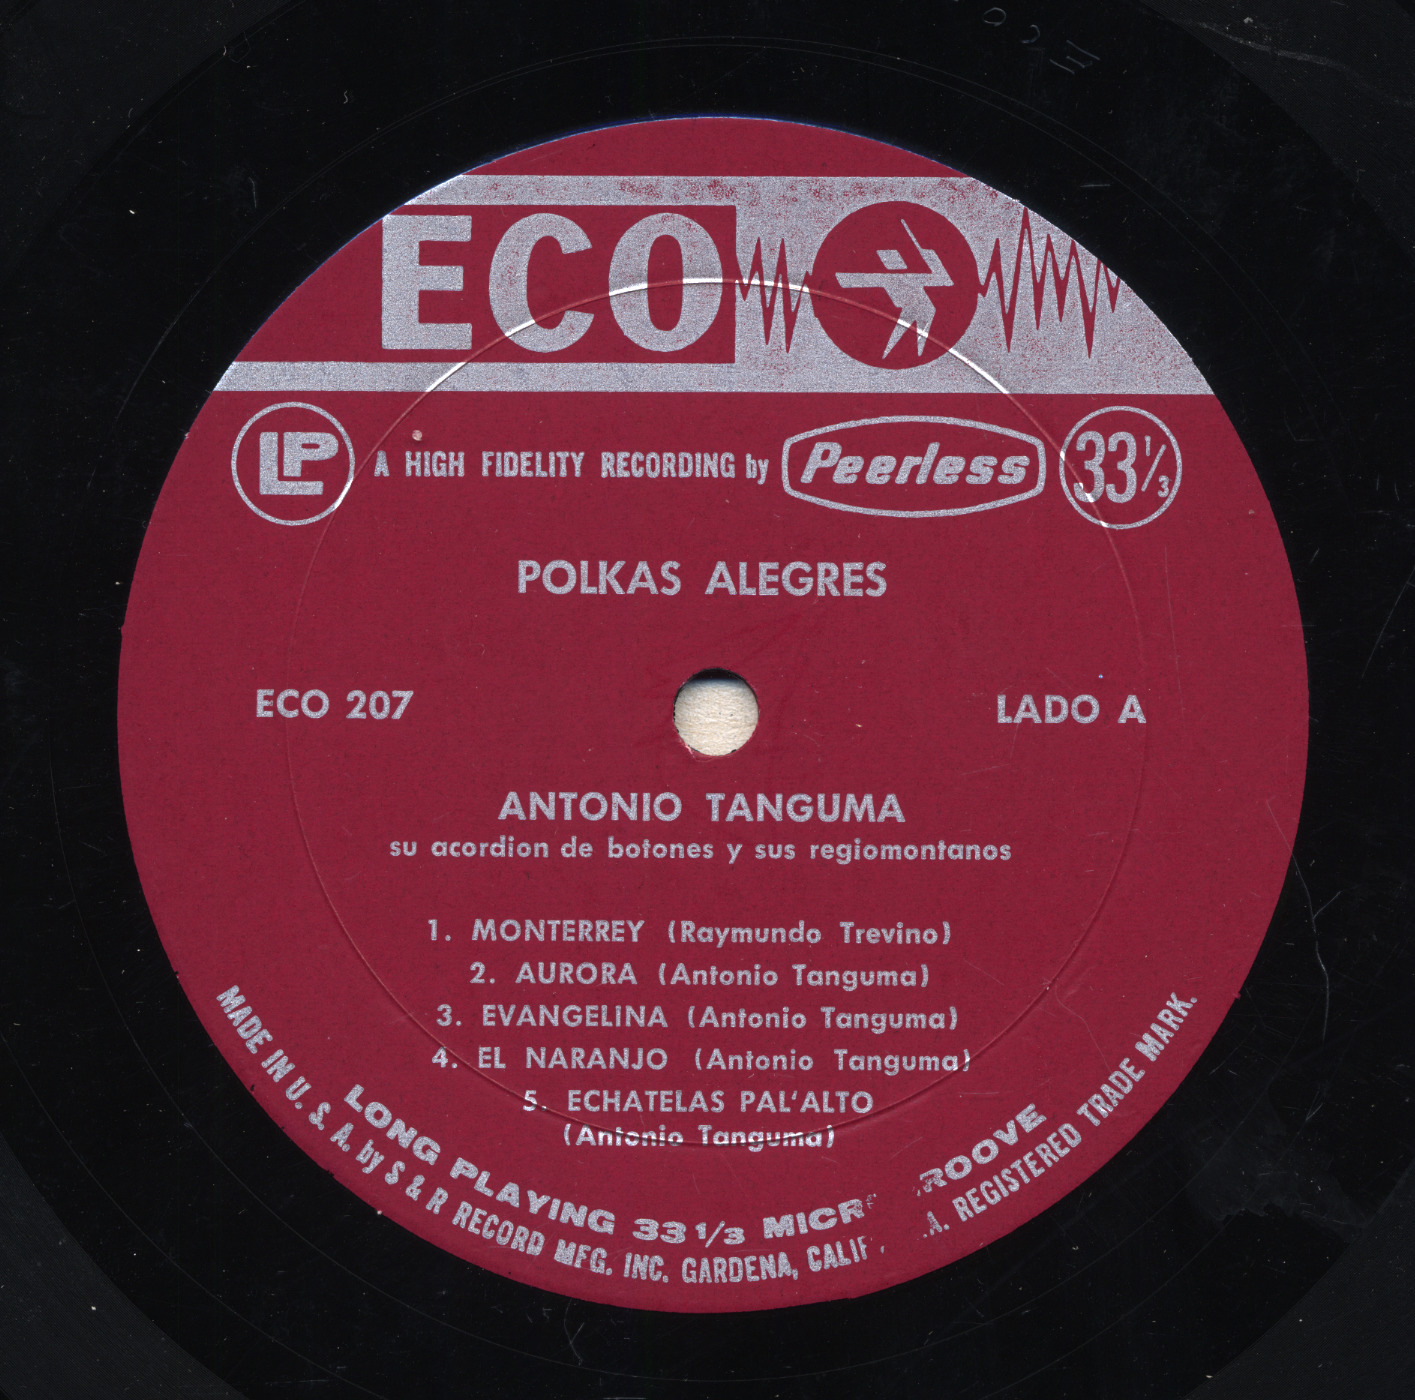 ECO
LP A HIGH FIDELITY RECORDING by Peerless 33 1/3
POLKAS ALEGRES
ECO 207 LADO A
ANTONIO TANGUMA
su acordion de botones y sus regiomontanos
1. MONTERREY (Raymundo Trevino)
2. AURORA (Antonio Tanguma)
3. EVANGELINA (Antonio Tanguma)
4. EL NARANJO (Antonio Tanguma)
5. ECHATELAS PAL'ALTO
(Antonio Tanguma)
LONG PLAYING 33 1/3
MADE IN U. S. A. by S & R RECORD MFG. INC. GARDENA, CALIF REGISTERED TRADE MARK.